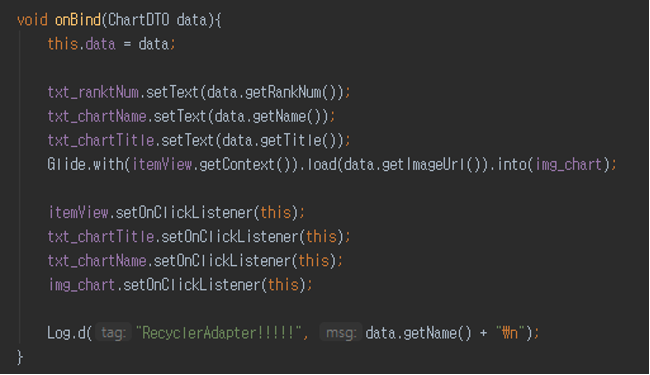 void onBind(ChartDTO data){
this.data = data;
txt_ranktNum.setText(data.getRankNum());
txt_chartName.setText(data.getName());
txt_chartTitle.setText(data.getTitle());
Glide.with(itemView.getContext()).load(data.getImageUrl()).into(img_chart);
itemView.setOnClickListener(this);
txt_chartTitle.setOnClickListener(this);
txt_chartName.setOnClickListener(this);
img_chart.setOnClickListener(this);
Log.d( tag: "RecyclerAdapter!!!!!", msg: data.getName() + "₩n");
}